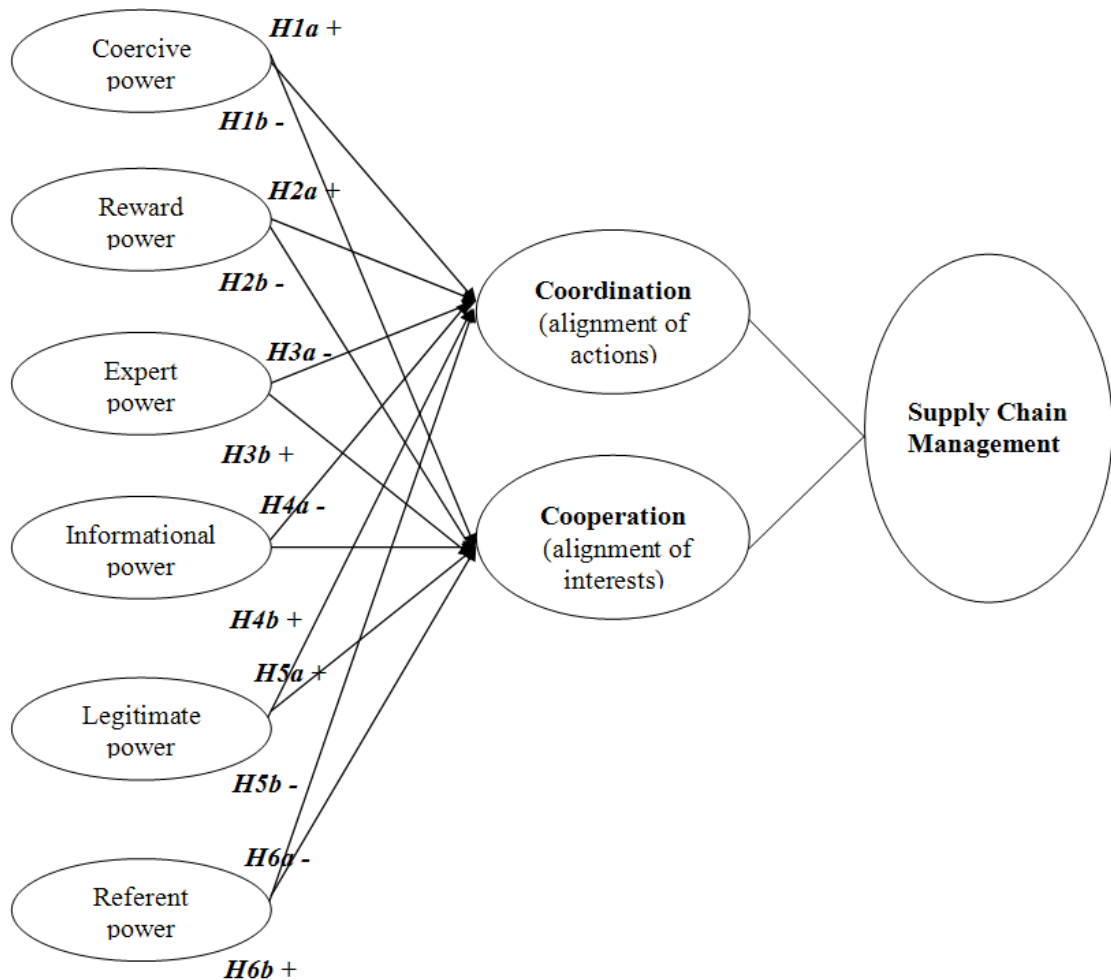 H1a +
Coercive
power
H1b -
H2a +
Reward
power
H2b -
H3a -
Expert
power
H3b +
H4a -
Informational
power
H4b +
H5a +
Legitimate
power
H5b -
H6a -
Referent
power
H6b +
Coordination
(alignment of
actions)
Cooperation
(alignment of
interests)
Supply Chain
Management